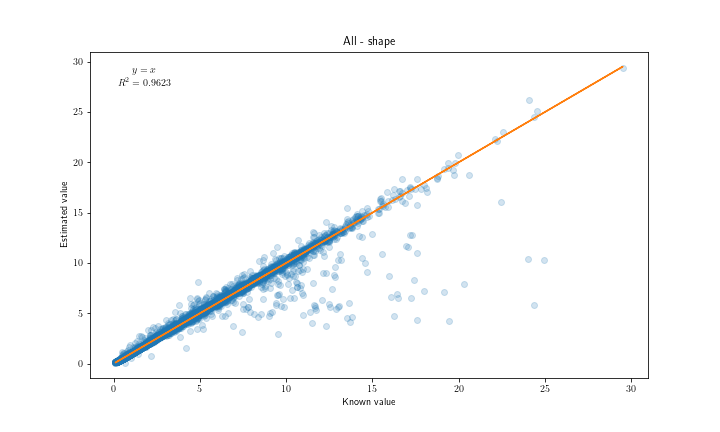 All - shape
y = x
R² = 0.9623
30
25
20
15
10
5
0
Estimated value
0 5 10 15 20 25 30
Known value